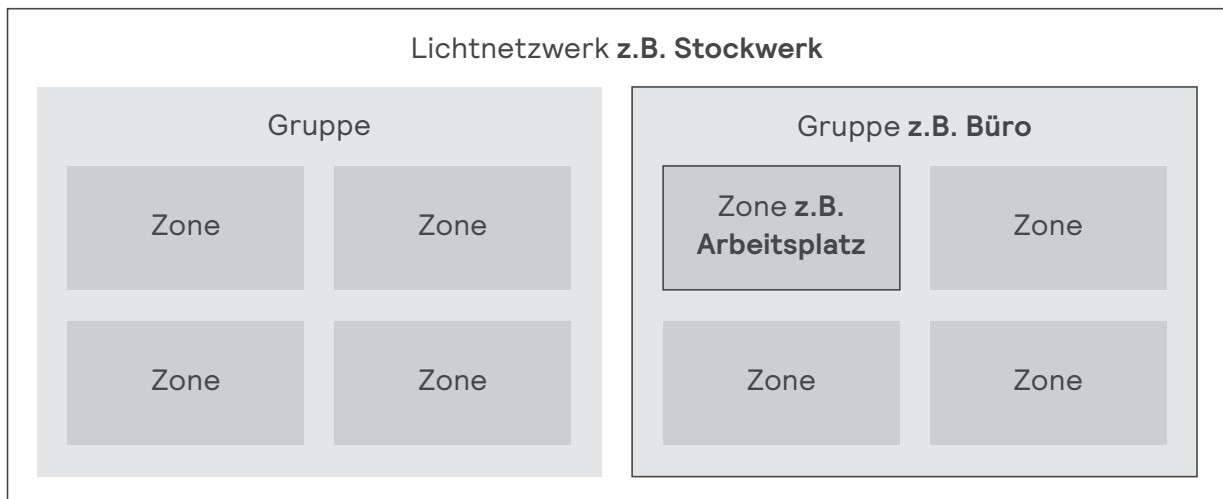 Lichtnetzwerk z.B. Stockwerk
Gruppe
Zone
Zone
Zone
Zone
Gruppe z.B. Büro
Zone z.B.
Arbeitsplatz
Zone
Zone
Zone